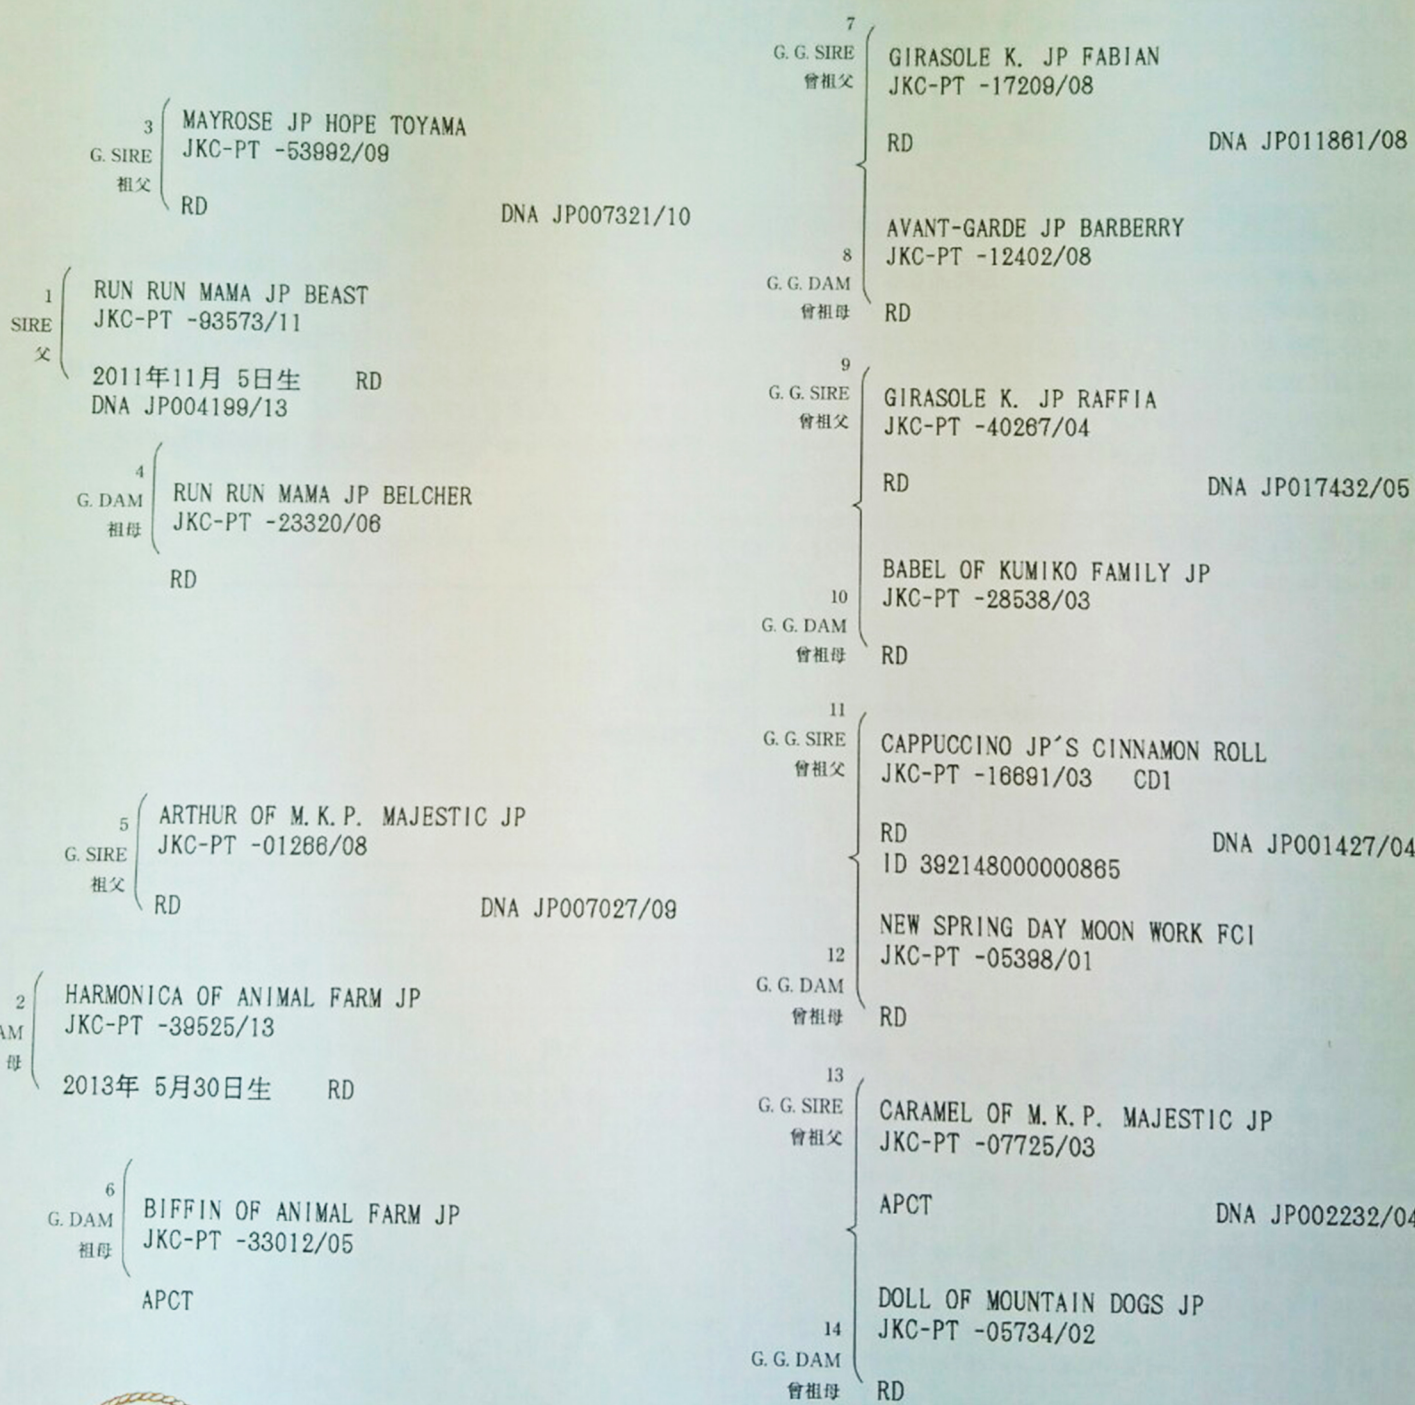 3
G. SIRE
祖父
MAYROSE JP HOPE TOYAMA
JKC-PT -53992/09
RD
DNA JP007321/10
1
SIRE
父
RUN RUN MAMA JP BEAST
JKC-PT -93573/11
2011年11月 5日生 RD
DNA JP004199/13
4
G. DAM
祖母
RUN RUN MAMA JP BELCHER
JKC-PT -23320/06
RD
5
G. SIRE
祖父
ARTHUR OF M.K.P. MAJESTIC JP
JKC-PT -01266/08
RD
DNA JP007027/09
2
AM
母
HARMONICA OF ANIMAL FARM JP
JKC-PT -39525/13
2013年 5月30日生 RD
6
G. DAM
祖母
BIFFIN OF ANIMAL FARM JP
JKC-PT -33012/05
APCT
7
G. G. SIRE
曾祖父
GIRASOLE K. JP FABIAN
JKC-PT -17209/08
RD
DNA JP011861/08
8
G. G. DAM
曾祖母
AVANT-GARDE JP BARBERRY
JKC-PT -12402/08
RD
9
G. G. SIRE
曾祖父
GIRASOLE K. JP RAFFIA
JKC-PT -40267/04
RD
DNA JP017432/05
10
G. G. DAM
曾祖母
BABEL OF KUMIKO FAMILY JP
JKC-PT -28538/03
RD
11
G. G. SIRE
曾祖父
CAPPUCCINO JP´S CINNAMON ROLL
JKC-PT -16691/03 CD1
RD
DNA JP001427/04
ID 392148000000865
12
G. G. DAM
曾祖母
NEW SPRING DAY MOON WORK FCI
JKC-PT -05398/01
RD
13
G. G. SIRE
曾祖父
CARAMEL OF M.K.P. MAJESTIC JP
JKC-PT -07725/03
APCT
DNA JP002232/04
14
G. G. DAM
曾祖母
DOLL OF MOUNTAIN DOGS JP
JKC-PT -05734/02
RD